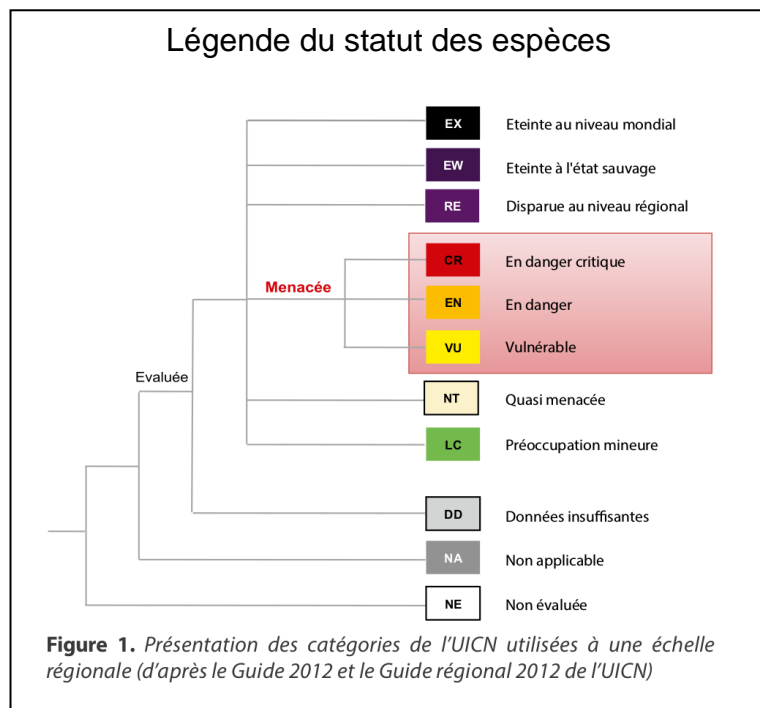 Légende du statut des espèces
EX Eteinte au niveau mondial
EW Eteinte à l'état sauvage
RE Disparue au niveau régional
CR En danger critique
Menacée EN En danger
VU Vulnérable
Evaluée
NT Quasi menacée
LC Préoccupation mineure
DD Données insuffisantes
NA Non applicable
NE Non évaluée
Figure 1. Présentation des catégories de l’UICN utilisées à une échelle
régionale (d’après le Guide 2012 et le Guide régional 2012 de l’UICN)